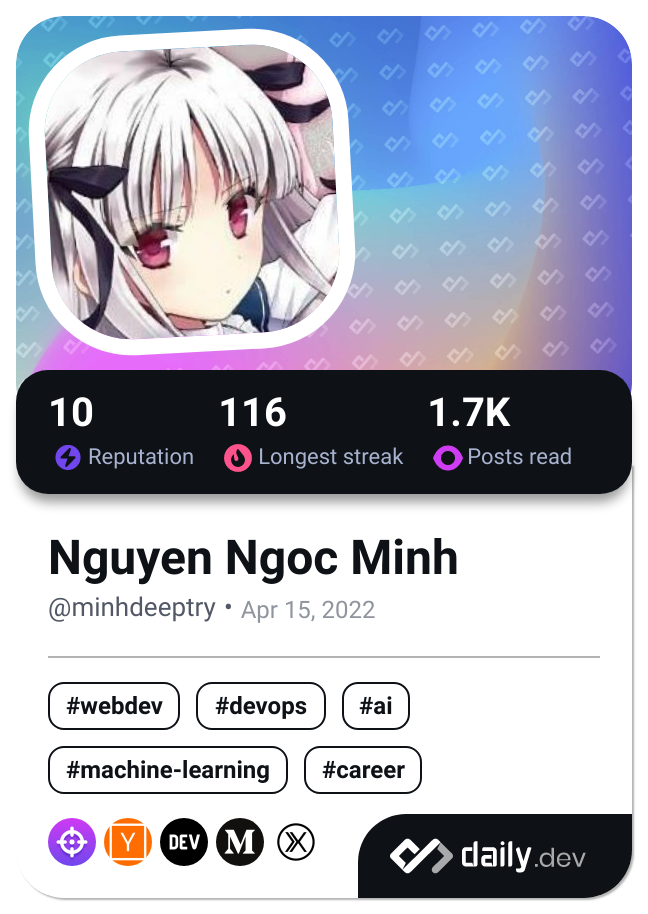 10 116 1.7K
Reputation Longest streak Posts read
Nguyen Ngoc Minh
@minhdeeptry • Apr 15, 2022
#webdev #devops #ai
#machine-learning #career
Y DEV M X
daily.dev